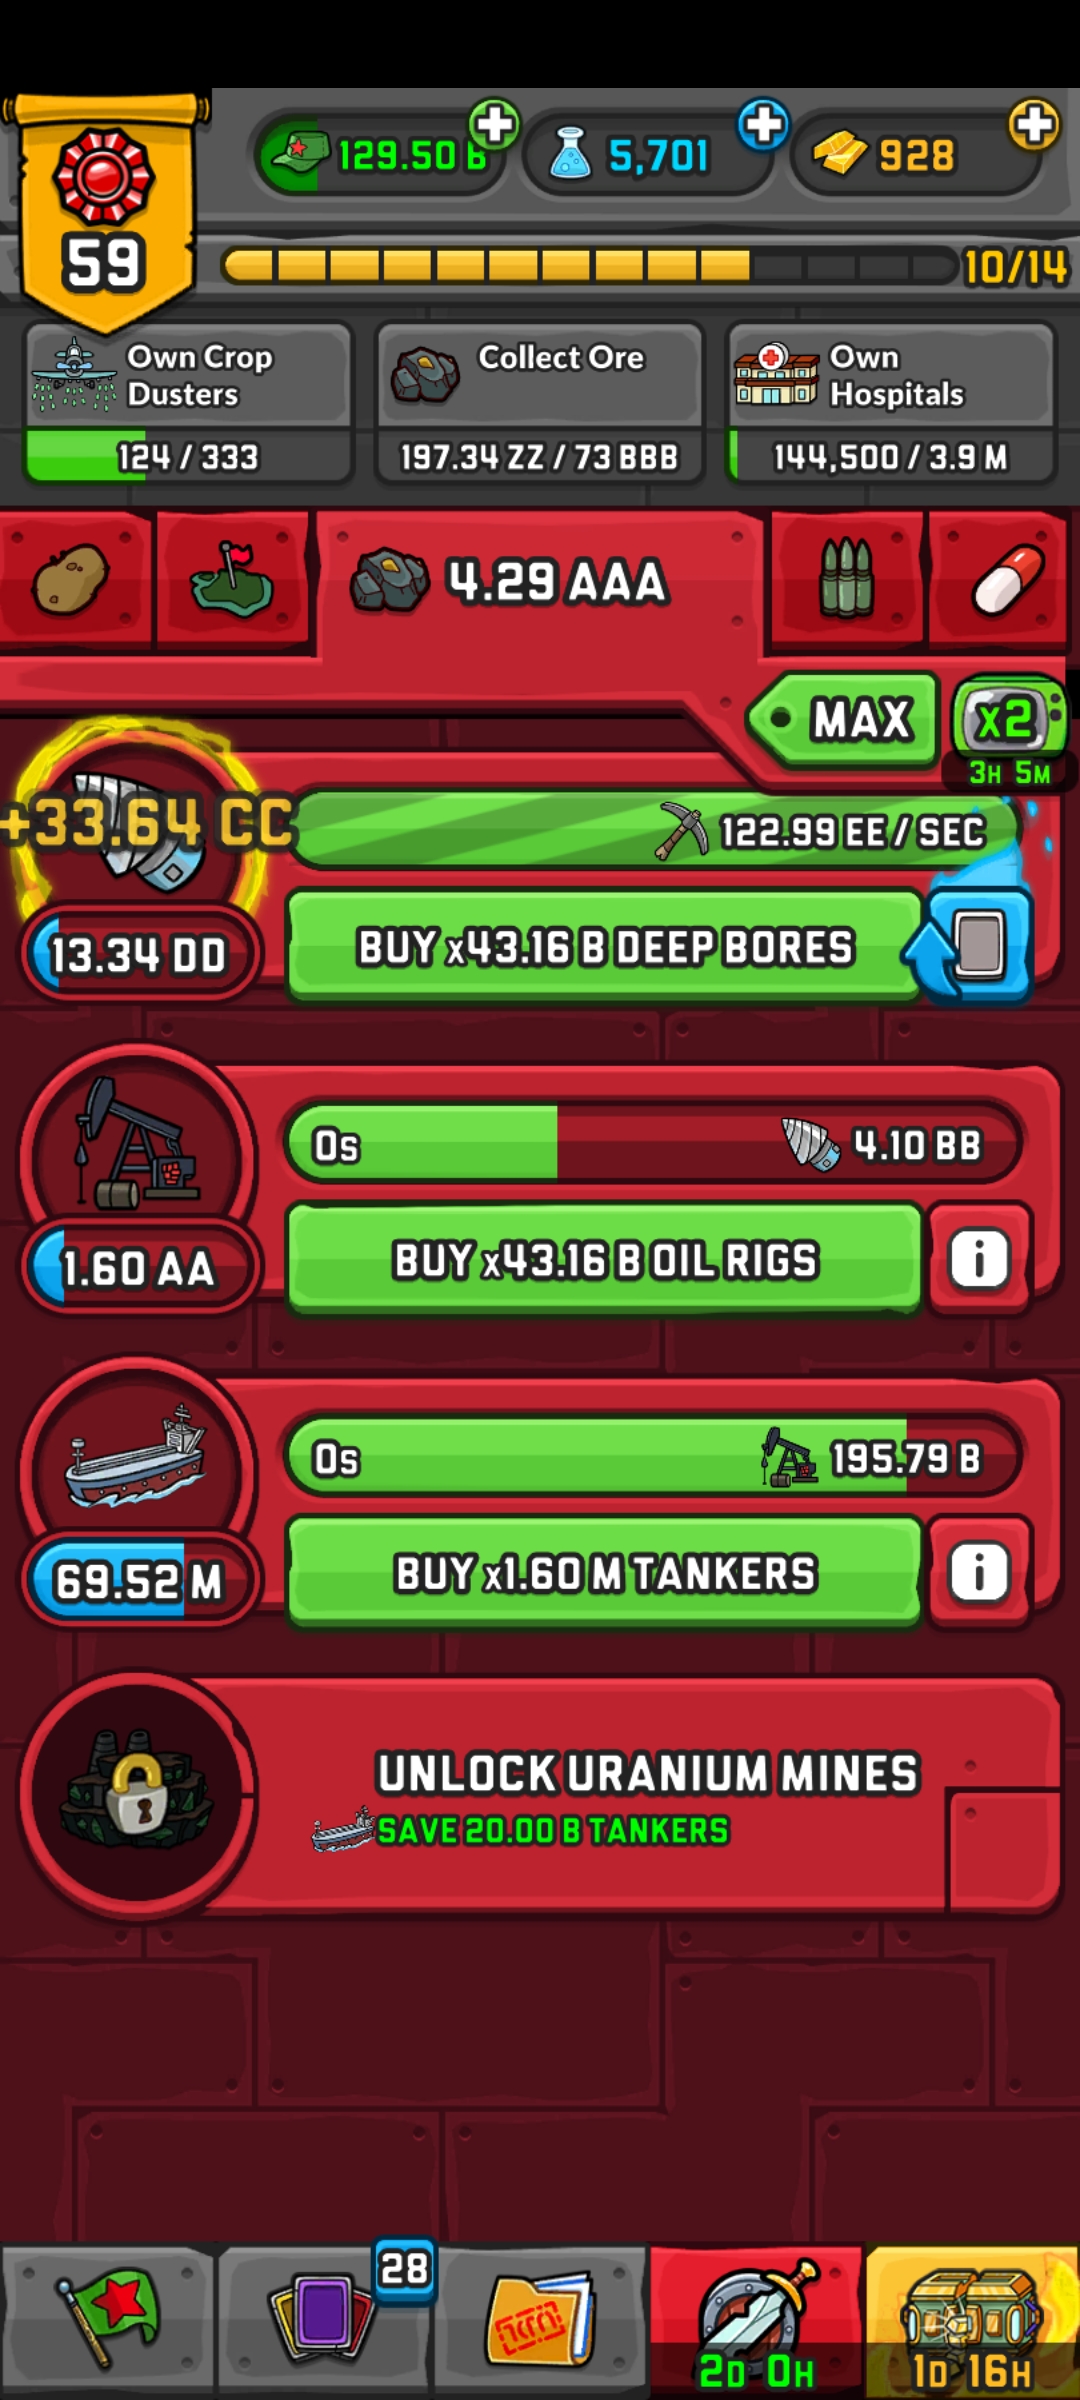 129.50 B
5,701
928
59
10/14
Own Crop
Dusters
124 / 333
Collect Ore
197.34 ZZ / 73 BBB
Own
Hospitals
144,500 / 3.9 M
4.29 AAA
MAX
x2
3H 5M
+33.64 CC
122.99 EE / SEC
13.34 DD
BUY x43.16 B DEEP BORES
0s
4.10 BB
1.60 AA
BUY x43.16 B OIL RIGS
0s
195.79 B
69.52 M
BUY x1.60 M TANKERS
UNLOCK URANIUM MINES
SAVE 20.00 B TANKERS
28
2D 0H
1D 16H